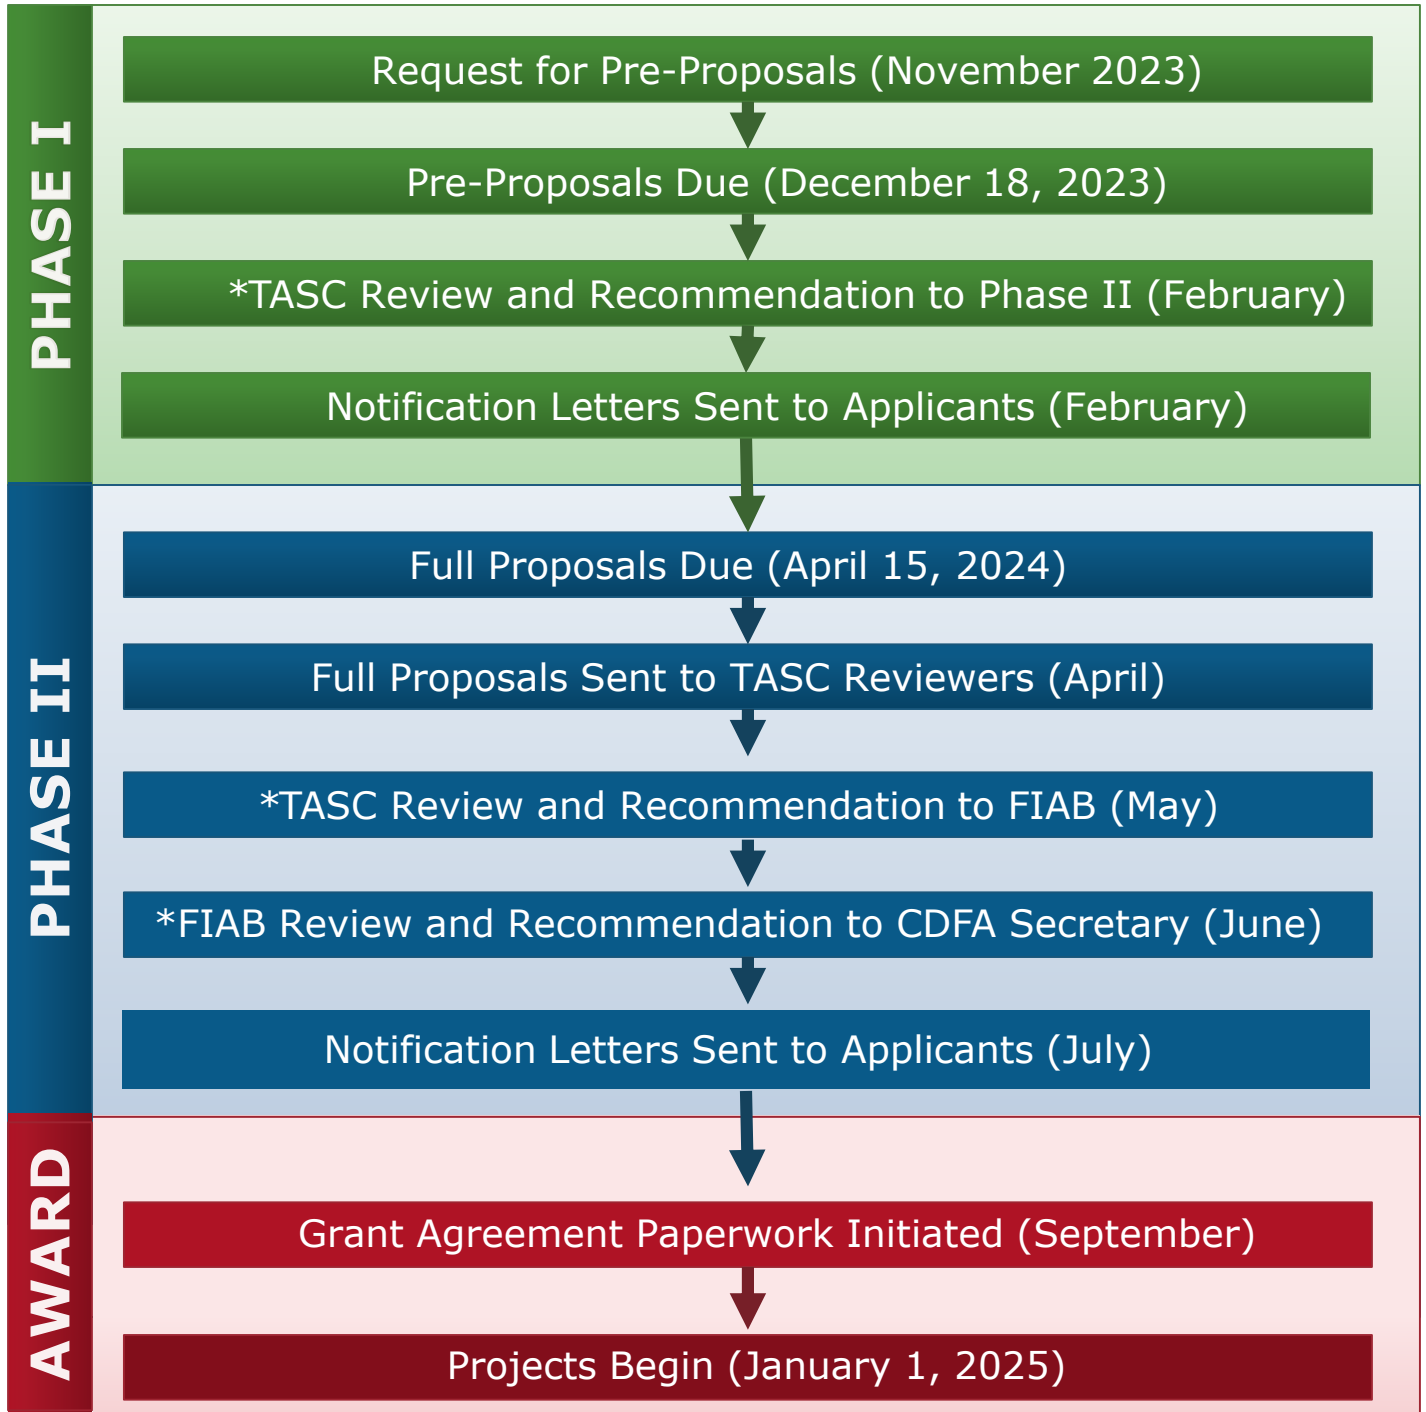 PHASE I
Request for Pre-Proposals (November 2023)
Pre-Proposals Due (December 18, 2023)
*TASC Review and Recommendation to Phase II (February)
Notification Letters Sent to Applicants (February)
PHASE II
Full Proposals Due (April 15, 2024)
Full Proposals Sent to TASC Reviewers (April)
*TASC Review and Recommendation to FIAB (May)
*FIAB Review and Recommendation to CDFA Secretary (June)
Notification Letters Sent to Applicants (July)
AWARD
Grant Agreement Paperwork Initiated (September)
Projects Begin (January 1, 2025)